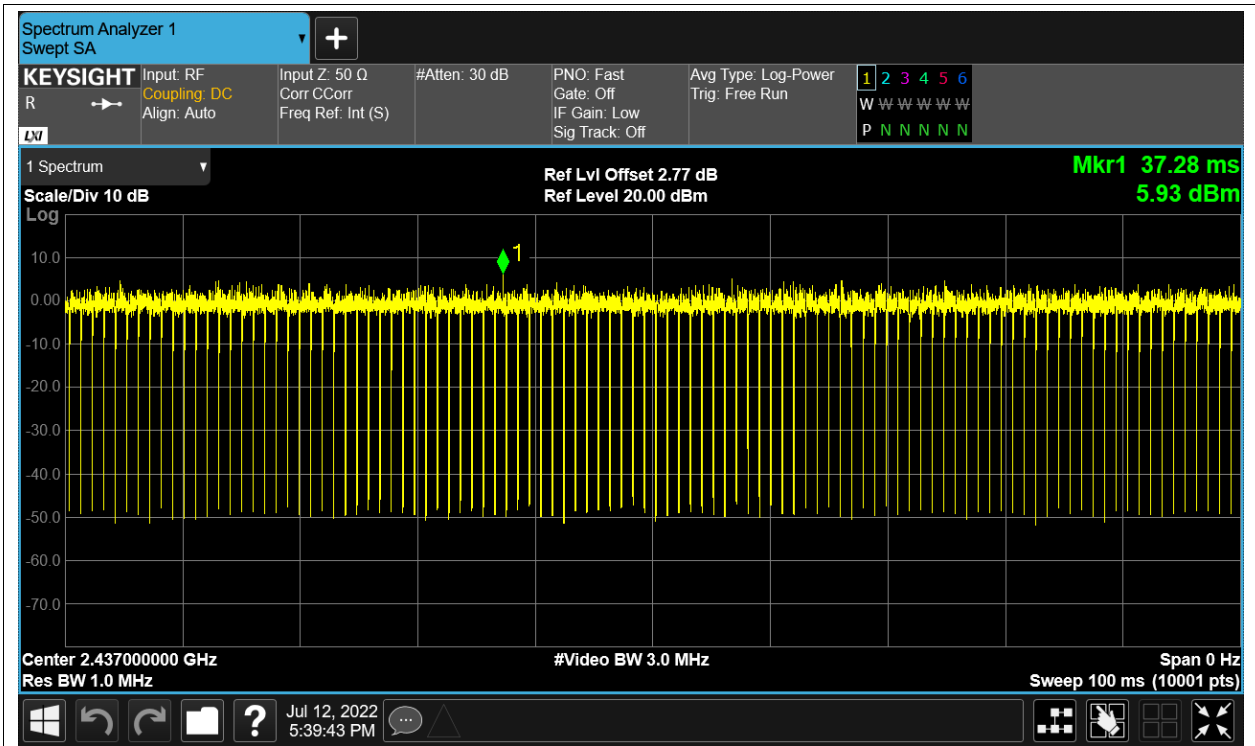 Spectrum Analyzer 1
Swept SA
KEYSIGHT
R
LXI
Input: RF
Coupling: DC
Align: Auto
Input Z: 50 Ω
Corr CCorr
Freq Ref: Int (S)
#Atten: 30 dB
PNO: Fast
Gate: Off
IF Gain: Low
Sig Track: Off
Avg Type: Log-Power
Trig: Free Run
1 2 3 4 5 6
W W W W W W
P N N N N N
1 Spectrum
Scale/Div 10 dB
Ref Lvl Offset 2.77 dB
Ref Level 20.00 dBm
Mkr1 37.28 ms
5.93 dBm
Log
1
10.0
0.00
-10.0
-20.0
-30.0
-40.0
-50.0
-60.0
-70.0
Center 2.437000000 GHz
#Video BW 3.0 MHz
Span 0 Hz
Res BW 1.0 MHz
Sweep 100 ms (10001 pts)
?
Jul 12, 2022
5:39:43 PM